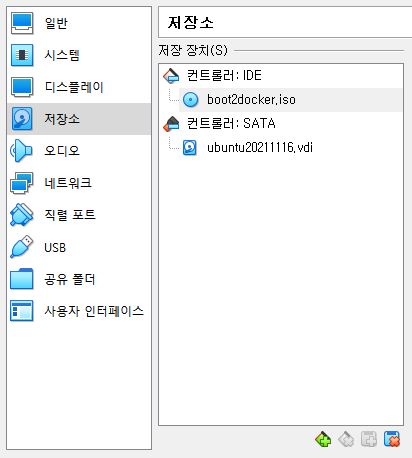 일반
시스템
디스플레이
저장소
오디오
네트워크
직렬 포트
USB
공유 폴더
사용자 인터페이스
저장소
저장 장치(S)
컨트롤러: IDE
boot2docker.iso
컨트롤러: SATA
ubuntu20211116.vdi